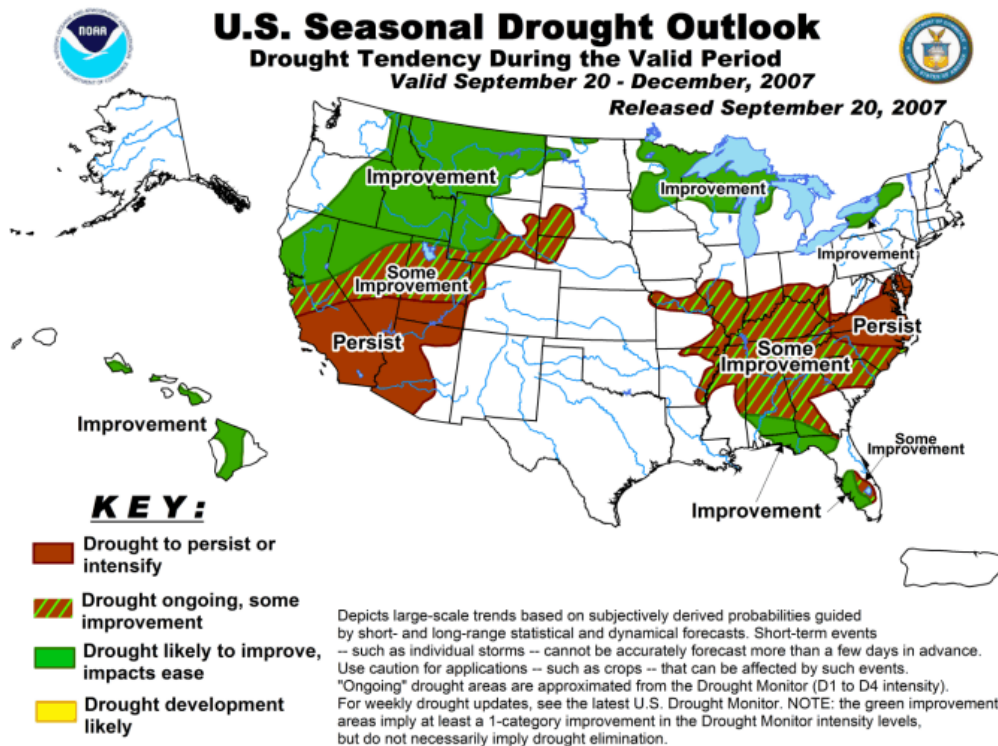 U.S. Seasonal Drought Outlook
Drought Tendency During the Valid Period
Valid September 20 - December, 2007
Released September 20, 2007
NOAA
Improvement
Improvement
Improvement
Some
Improvement
Persist
Persist
Some
Improvement
Some
Improvement
Improvement
Improvement
KEY:
Drought to persist or
intensify
Drought ongoing, some
improvement
Drought likely to improve,
impacts ease
Drought development
likely
Depicts large-scale trends based on subjectively derived probabilities guided
by short- and long-range statistical and dynamical forecasts. Short-term events
-- such as individual storms -- cannot be accurately forecast more than a few days in advance.
Use caution for applications -- such as crops -- that can be affected by such events.
"Ongoing" drought areas are approximated from the Drought Monitor (D1 to D4 intensity).
For weekly drought updates, see the latest U.S. Drought Monitor. NOTE: the green improvement
areas imply at least a 1-category improvement in the Drought Monitor intensity levels,
but do not necessarily imply drought elimination.